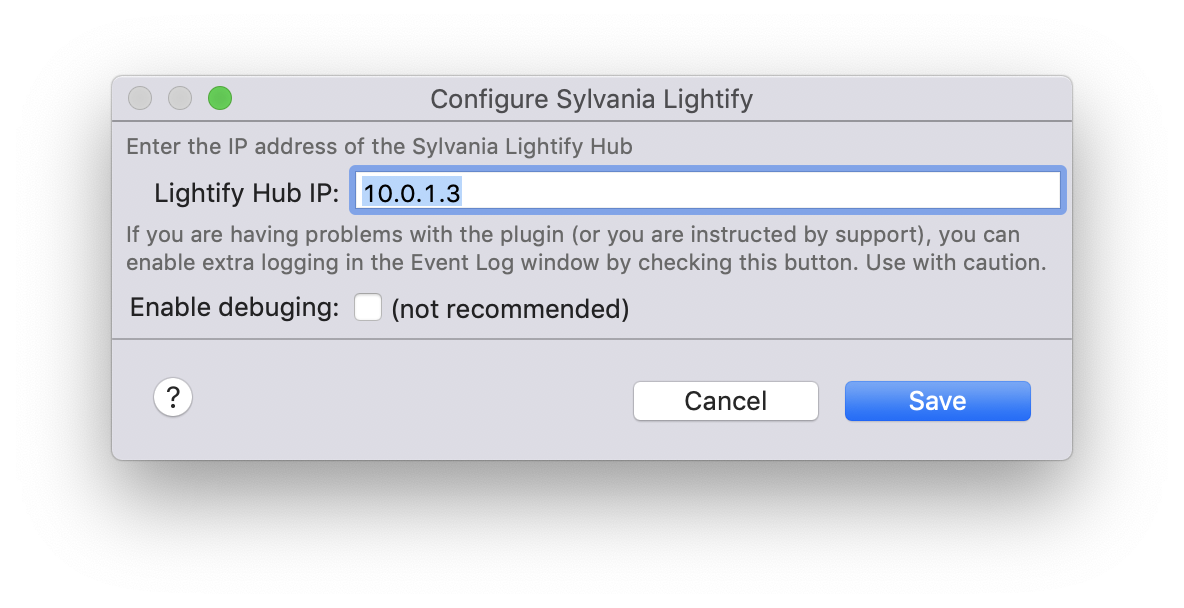 Configure Sylvania Lightify
Enter the IP address of the Sylvania Lightify Hub
Lightify Hub IP: 10.0.1.3
If you are having problems with the plugin (or you are instructed by support), you can
enable extra logging in the Event Log window by checking this button. Use with caution.
Enable debuging: (not recommended)
? Cancel Save